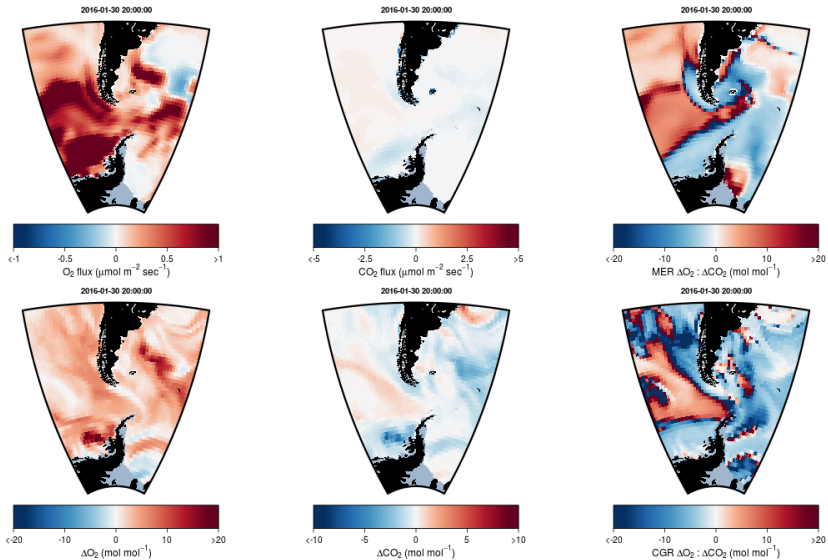 2016-01-30 20:00:00 2016-01-30 20:00:00 2016-01-30 20:00:00
<-1 -0.5 0 0.5 >1 <-5 -2.5 0 2.5 >5 <-20 -10 0 10 >20
O₂ flux (μmol m⁻² sec⁻¹) CO₂ flux (μmol m⁻² sec⁻¹) MER ΔO₂ : ΔCO₂ (mol mol⁻¹)
2016-01-30 20:00:00 2016-01-30 20:00:00 2016-01-30 20:00:00
<-20 -10 0 10 >20 <-10 -5 0 5 >10 <-20 -10 0 10 >20
ΔO₂ (mol mol⁻¹) ΔCO₂ (mol mol⁻¹) CGR ΔO₂ : ΔCO₂ (mol mol⁻¹)